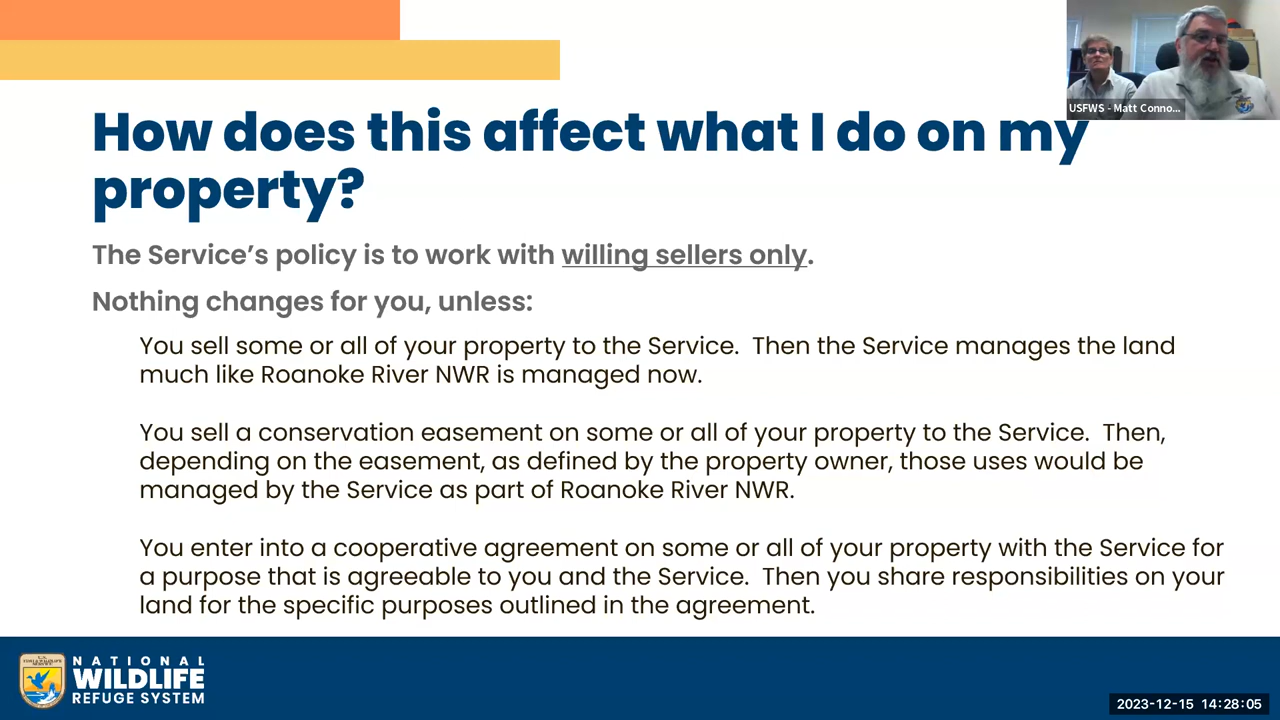 USFWS - Matt Conno...
How does this affect what I do on my
property?
The Service's policy is to work with willing sellers only.
Nothing changes for you, unless:
You sell some or all of your property to the Service.  Then the Service manages the land
much like Roanoke River NWR is managed now.
You sell a conservation easement on some or all of your property to the Service.  Then,
depending on the easement, as defined by the property owner, those uses would be
managed by the Service as part of Roanoke River NWR.
You enter into a cooperative agreement on some or all of your property with the Service for
a purpose that is agreeable to you and the Service.  Then you share responsibilities on your
land for the specific purposes outlined in the agreement.
NATIONAL
WILDLIFE
REFUGE SYSTEM
2023-12-15 14:28:05